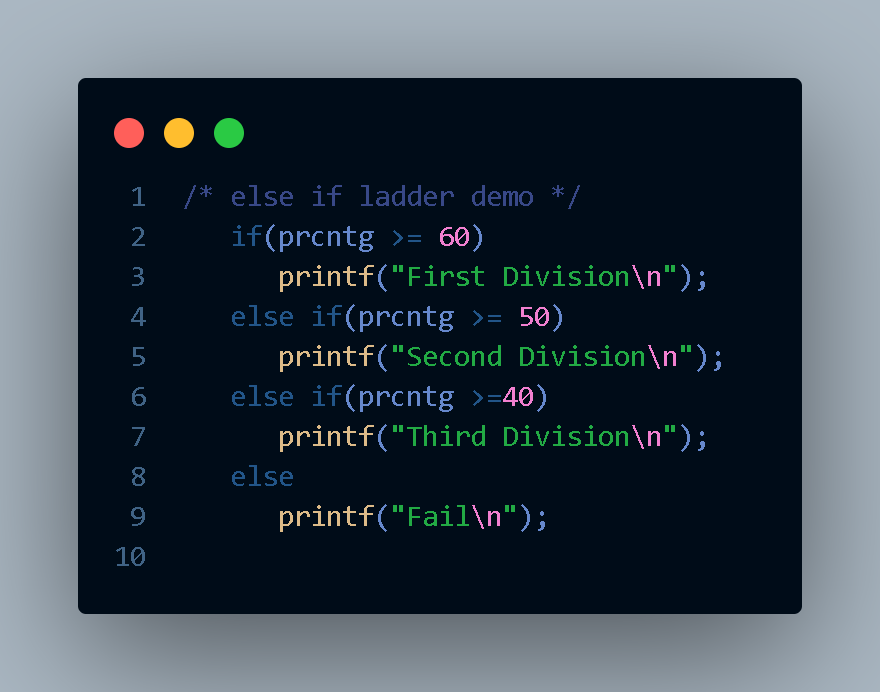 1 /* else if ladder demo */
2    if(prcntg >= 60)
3       printf("First Division\n");
4    else if(prcntg >= 50)
5       printf("Second Division\n");
6    else if(prcntg >=40)
7       printf("Third Division\n");
8    else
9       printf("Fail\n");
10